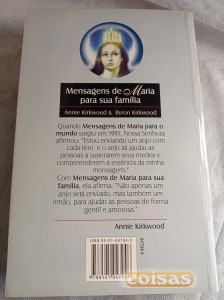 Mensagens de Maria
para sua família
Annie Kirkwood & Byron Kirkwood
Quando Mensagens de Maria para o
mundo surgiu em 1991, Nossa Senhora
afirmou: "Estou enviando um anjo com
cada livro, e o anjo irá ajudar as
pessoas a superarem seus medos e
compreenderem a essência da minha
mensagem."
Com Mensagens de Maria para sua
família, ela afirma: "Não apenas um
anjo será enviado, mas também um
irmão, para ajudar as pessoas de forma
gentil e amorosa."
Annie Kirkwood
coisas